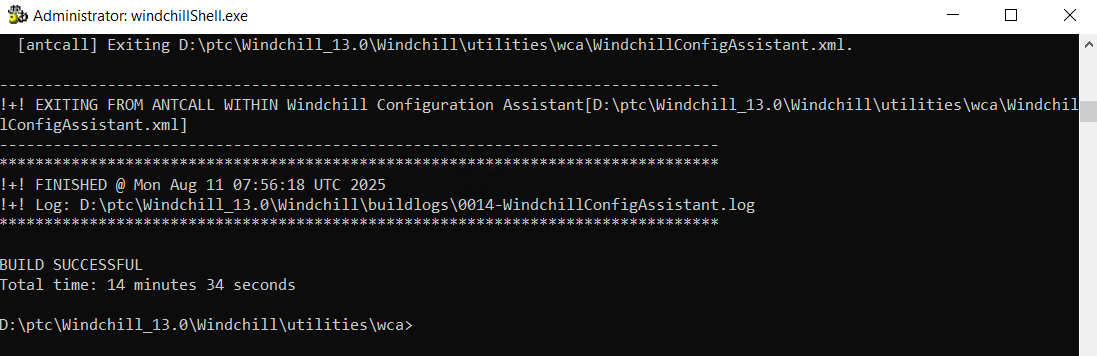 Administrator: windchillShell.exe
[antcall] Exiting D:\ptc\Windchill_13.0\Windchill\utilities\wca\WindchillConfigAssistant.xml.
--------------------------------------------------------------------------------
!+! EXITING FROM ANTCALL WITHIN Windchill Configuration Assistant[D:\ptc\Windchill_13.0\Windchill\utilities\wca\Windchil
lConfigAssistant.xml]
--------------------------------------------------------------------------------
********************************************************************************
!+! FINISHED @ Mon Aug 11 07:56:18 UTC 2025
!+! Log: D:\ptc\Windchill_13.0\Windchill\buildlogs\0014-WindchillConfigAssistant.log
********************************************************************************
BUILD SUCCESSFUL
Total time: 14 minutes 34 seconds
D:\ptc\Windchill_13.0\Windchill\utilities\wca>